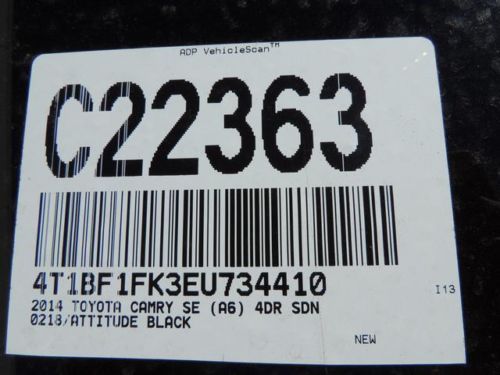 ADP VehicleScan™
C22363
4T1BF1FK3EU734410
I13
2014 TOYOTA CAMRY SE (A6) 4DR SDN
0218/ATTITUDE BLACK
NEW